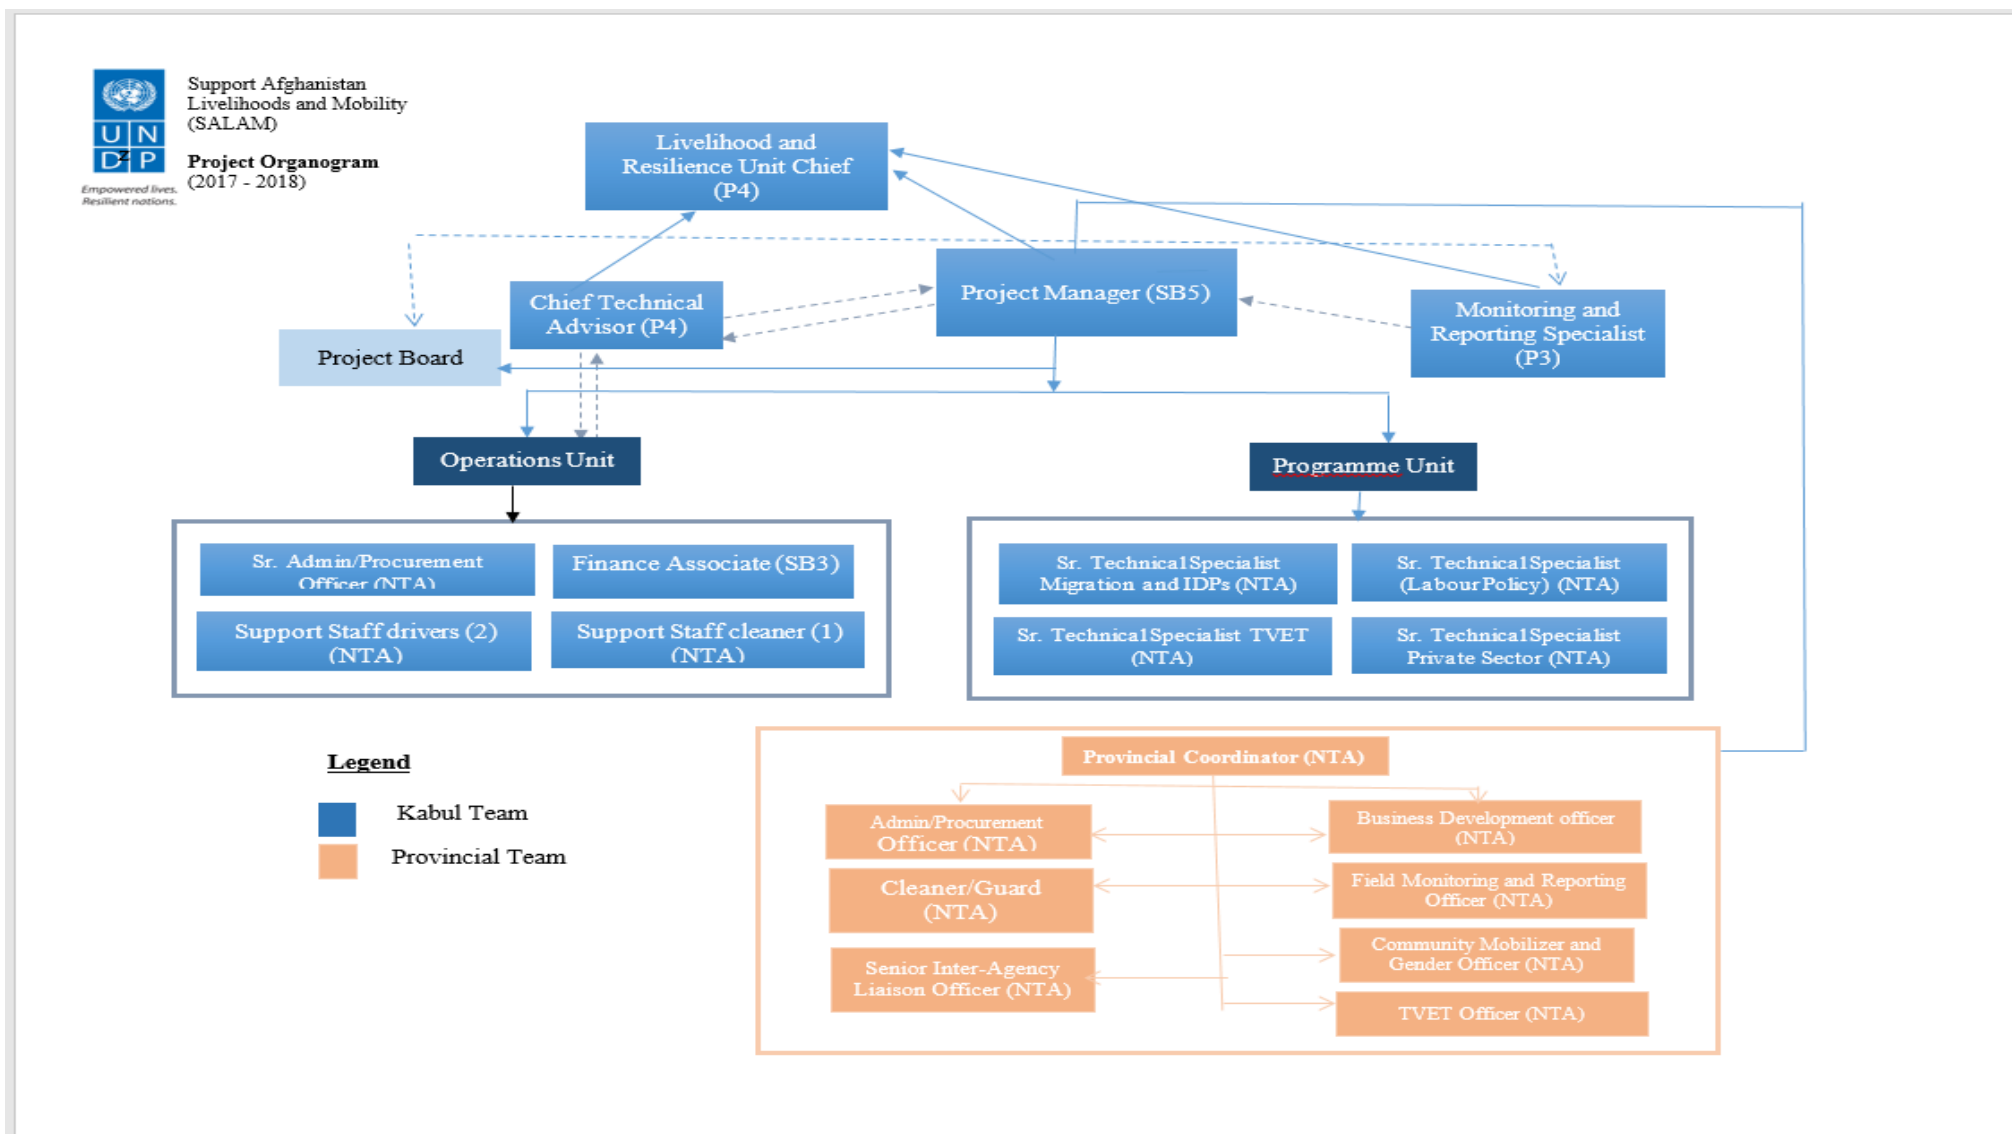 Support Afghanistan
Livelihoods and Mobility
(SALAM)
Project Organogram
(2017 - 2018)
UN
DP
z
Empowered lives.
Resilient nations.
Livelihood and
Resilience Unit Chief
(P4)
Chief Technical
Advisor (P4)
Project Manager (SB5)
Monitoring and
Reporting Specialist
(P3)
Project Board
Operations Unit
Programme Unit
Sr. Admin/Procurement
Officer (NTA)
Finance Associate (SB3)
Support Staff drivers (2)
(NTA)
Support Staff cleaner (1)
(NTA)
Sr. Technical Specialist
Migration and IDPs (NTA)
Sr. Technical Specialist
(Labour Policy) (NTA)
Sr. Technical Specialist TVET
(NTA)
Sr. Technical Specialist
Private Sector (NTA)
Legend
Kabul Team
Provincial Team
Provincial Coordinator (NTA)
Admin/Procurement
Officer (NTA)
Business Development officer
(NTA)
Cleaner/Guard
(NTA)
Field Monitoring and Reporting
Officer (NTA)
Senior Inter-Agency
Liaison Officer (NTA)
Community Mobilizer and
Gender Officer (NTA)
TVET Officer (NTA)